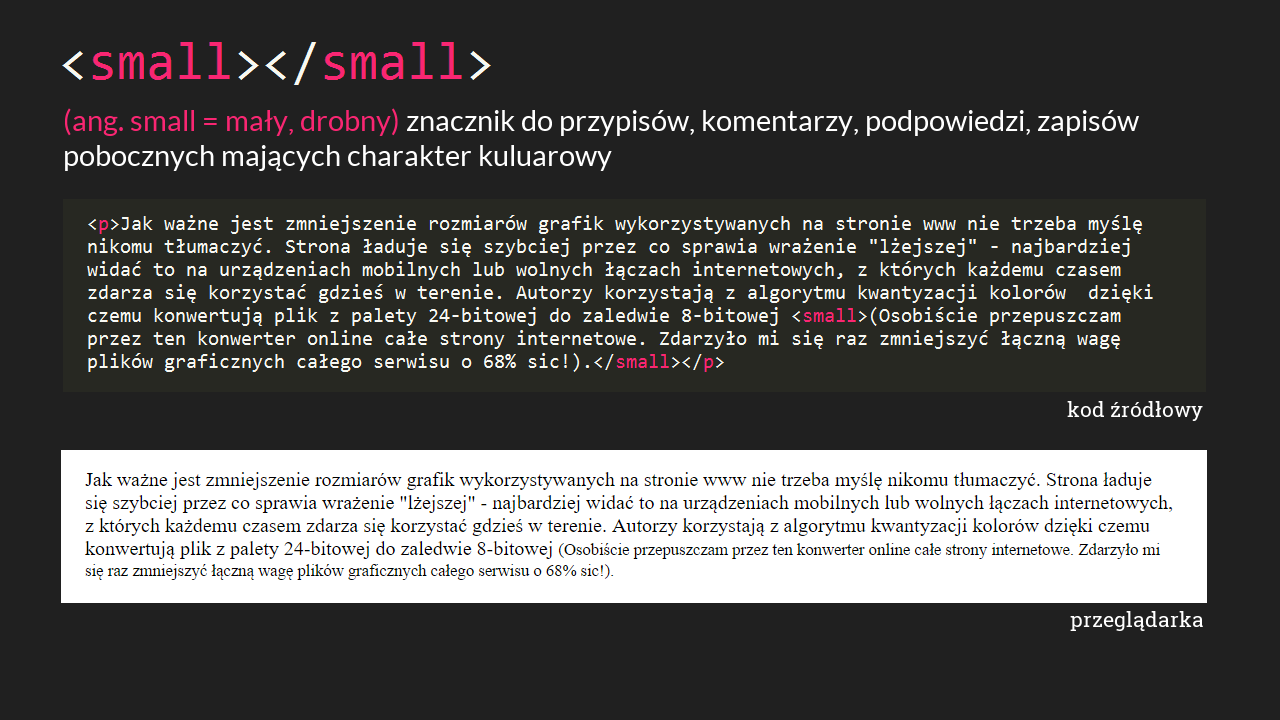 <small></small>
(ang. small = mały, drobny) znacznik do przypisów, komentarzy, podpowiedzi, zapisów
pobocznych mających charakter kuluarowy
<p>Jak ważne jest zmniejszenie rozmiarów grafik wykorzystywanych na stronie www nie trzeba myślę
nikomu tłumaczyć. Strona ładuje się szybciej przez co sprawia wrażenie "lżejszej" - najbardziej
widać to na urządzeniach mobilnych lub wolnych łączach internetowych, z których każdemu czasem
zdarza się korzystać gdzieś w terenie. Autorzy korzystają z algorytmu kwantyzacji kolorów  dzięki
czemu konwertują plik z palety 24-bitowej do zaledwie 8-bitowej <small>(Osobiście przepuszczam
przez ten konwerter online całe strony internetowe. Zdarzyło mi się raz zmniejszyć łączną wagę
plików graficznych całego serwisu o 68% sic!).</small></p>
kod źródłowy
Jak ważne jest zmniejszenie rozmiarów grafik wykorzystywanych na stronie www nie trzeba myślę nikomu tłumaczyć. Strona ładuje
się szybciej przez co sprawia wrażenie "lżejszej" - najbardziej widać to na urządzeniach mobilnych lub wolnych łączach internetowych,
z których każdemu czasem zdarza się korzystać gdzieś w terenie. Autorzy korzystają z algorytmu kwantyzacji kolorów dzięki czemu
konwertują plik z palety 24-bitowej do zaledwie 8-bitowej (Osobiście przepuszczam przez ten konwerter online całe strony internetowe. Zdarzyło mi
się raz zmniejszyć łączną wagę plików graficznych całego serwisu o 68% sic!).
przeglądarka